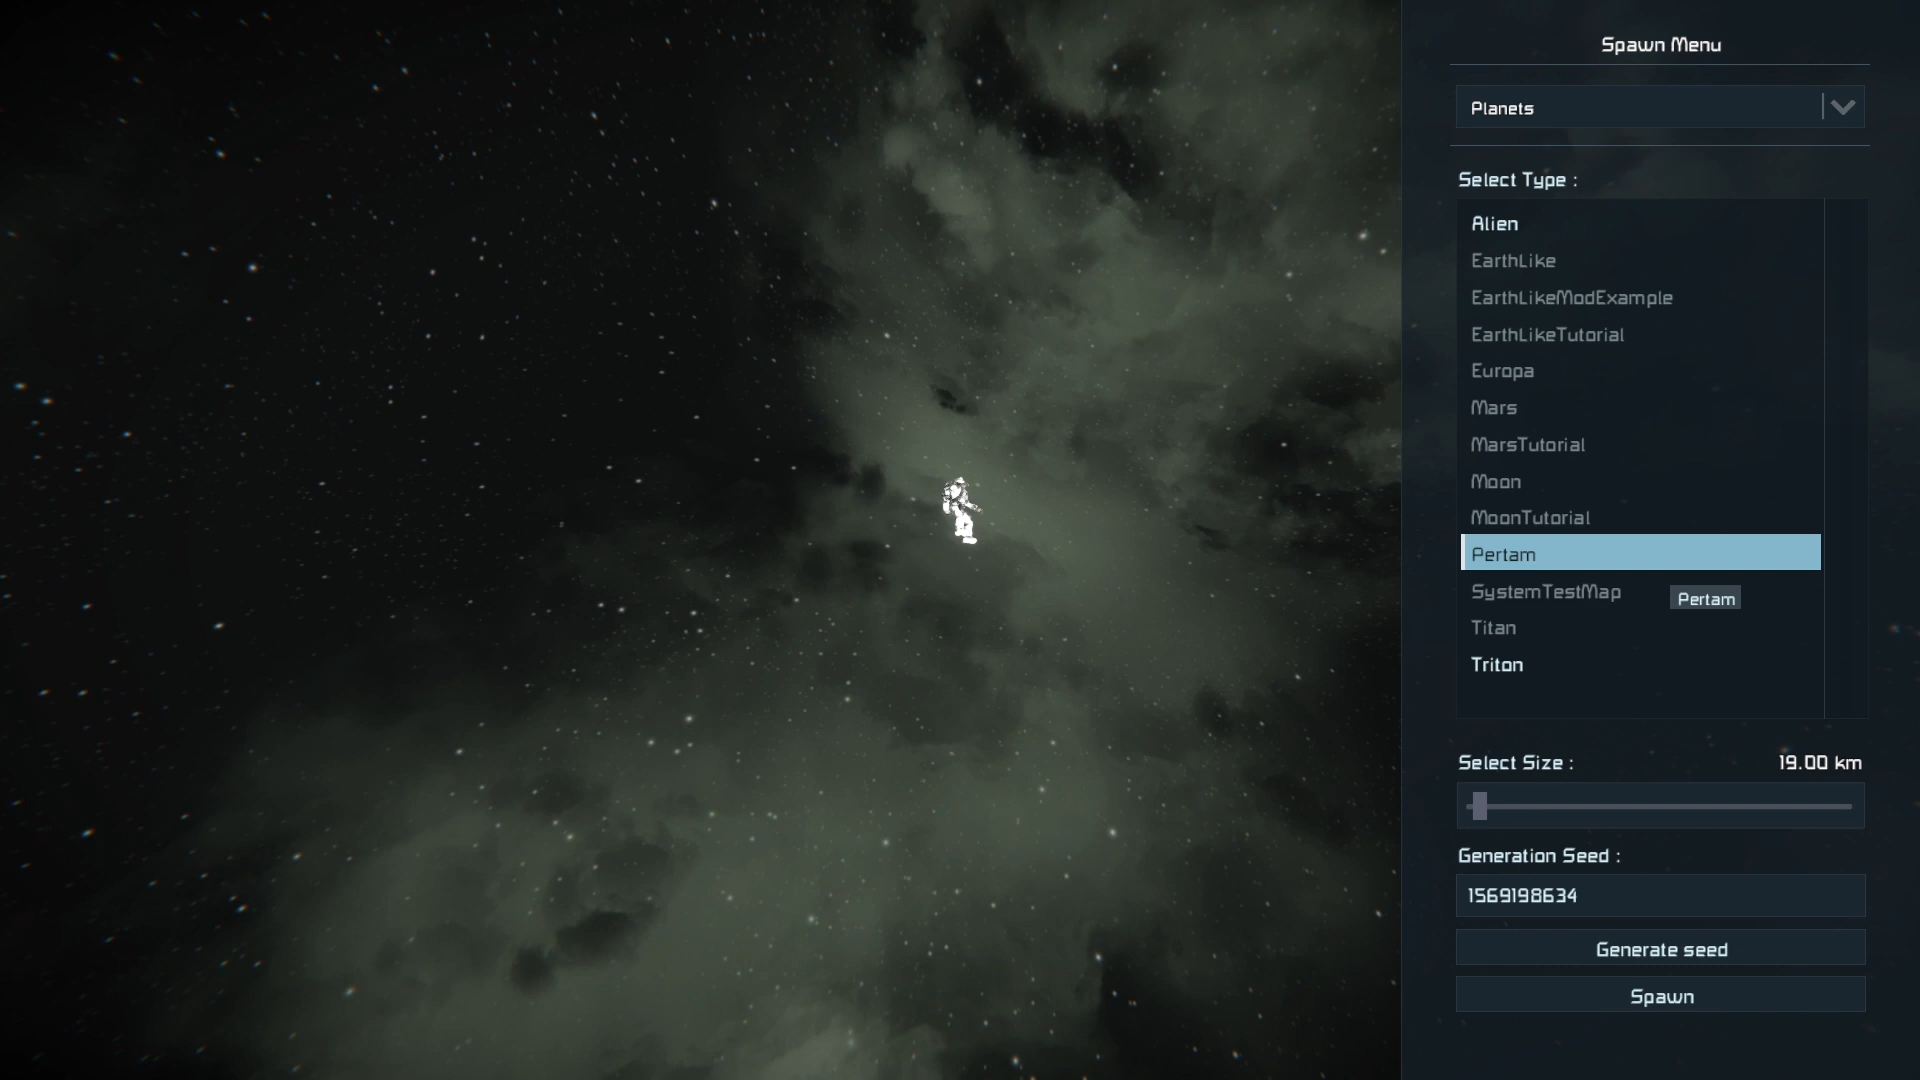 Spawn Menu
Planets
Select Type :
Alien
EarthLike
EarthLikeModExample
EarthLikeTutorial
Europa
Mars
MarsTutorial
Moon
MoonTutorial
Pertam
SystemTestMap
Pertam
Titan
Triton
Select Size :
19.00 km
Generation Seed :
1569198634
Generate seed
Spawn